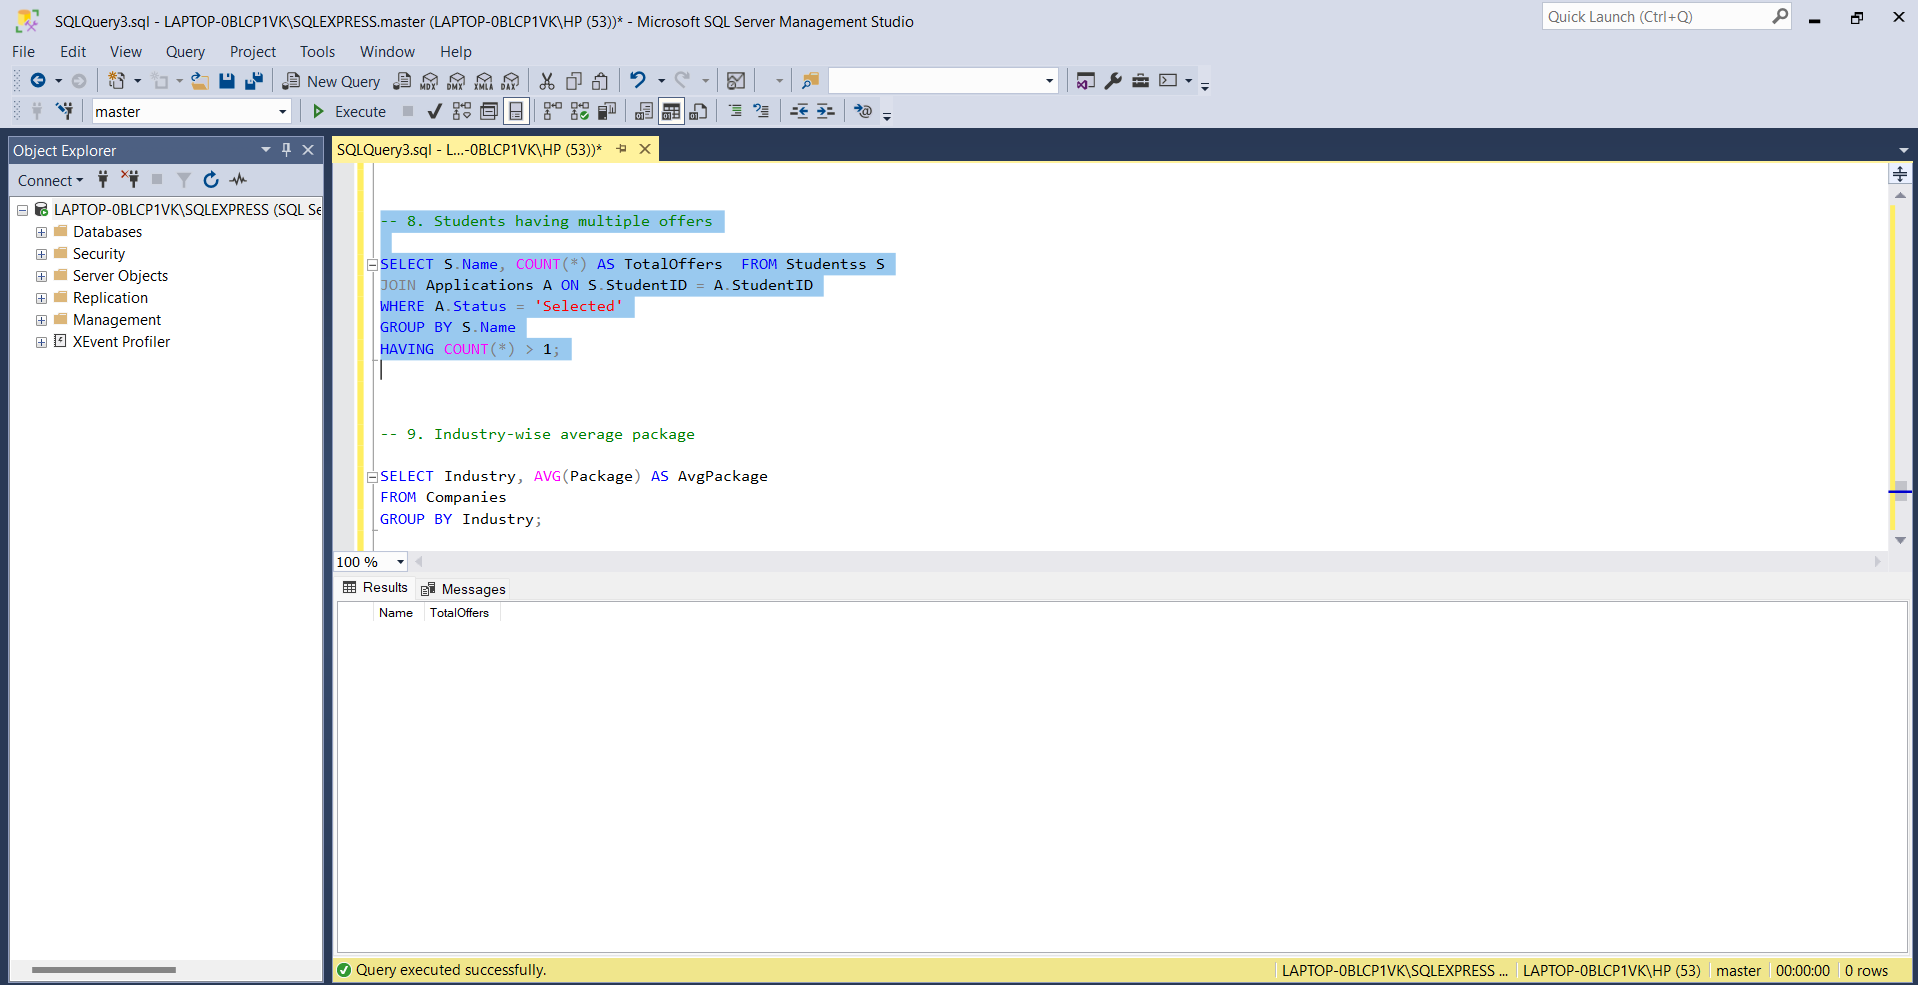 SQLQuery3.sql - LAPTOP-0BLCP1VK\SQLEXPRESS.master (LAPTOP-0BLCP1VK\HP (53))* - Microsoft SQL Server Management Studio
Quick Launch (Ctrl+Q)
File Edit View Query Project Tools Window Help
New Query MDX DMX XMLA DAX
master Execute
Object Explorer
SQLQuery3.sql - L...-0BLCP1VK\HP (53))*
Connect
LAPTOP-0BLCP1VK\SQLEXPRESS (SQL Se
Databases
Security
Server Objects
Replication
Management
XEvent Profiler
-- 8. Students having multiple offers
SELECT S.Name, COUNT(*) AS TotalOffers  FROM Studentss S
JOIN Applications A ON S.StudentID = A.StudentID
WHERE A.Status = 'Selected'
GROUP BY S.Name
HAVING COUNT(*) > 1;
-- 9. Industry-wise average package
SELECT Industry, AVG(Package) AS AvgPackage
FROM Companies
GROUP BY Industry;
100 %
Results Messages
Name TotalOffers
Query executed successfully.
LAPTOP-0BLCP1VK\SQLEXPRESS ... LAPTOP-0BLCP1VK\HP (53) master 00:00:00 0 rows